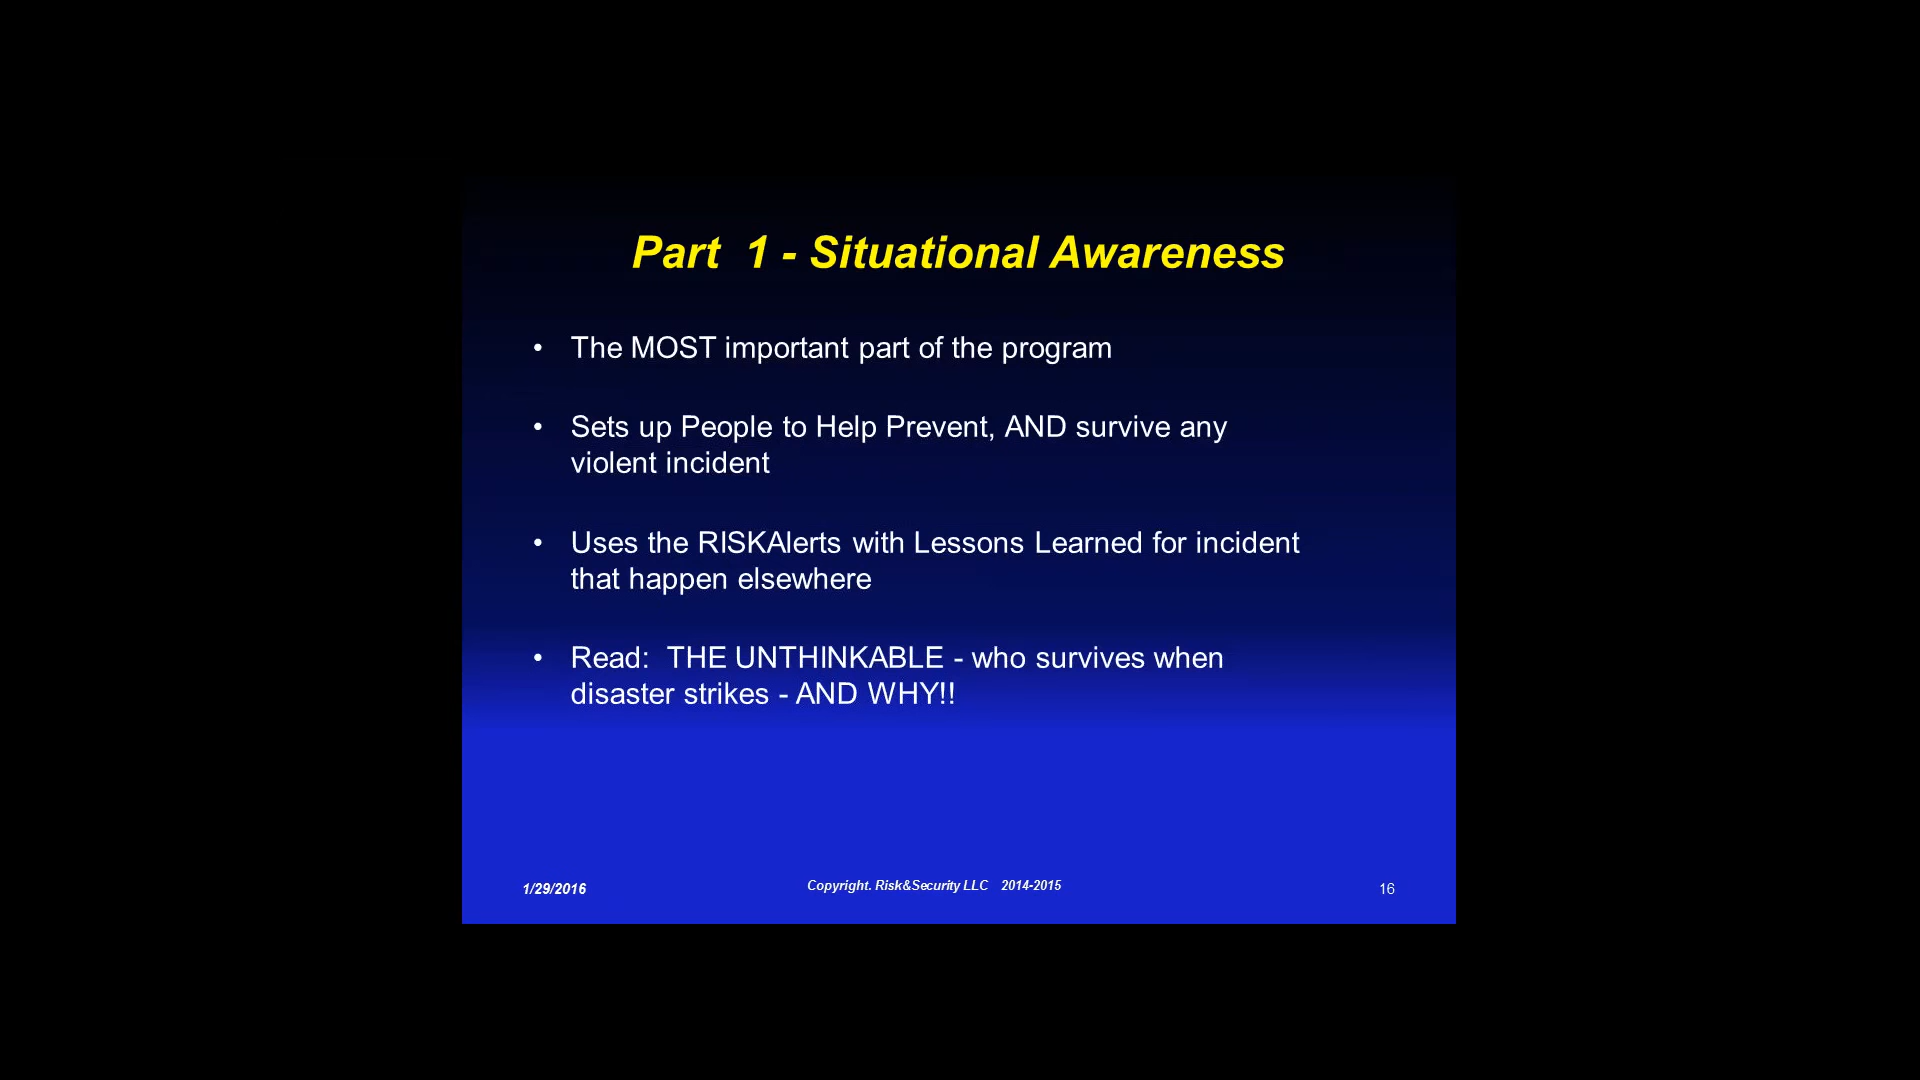 Part 1 - Situational Awareness
• The MOST important part of the program
• Sets up People to Help Prevent, AND survive any
violent incident
• Uses the RISKAlerts with Lessons Learned for incident
that happen elsewhere
• Read: THE UNTHINKABLE - who survives when
disaster strikes - AND WHY!!
1/29/2016
Copyright. Risk&Security LLC 2014-2015
16